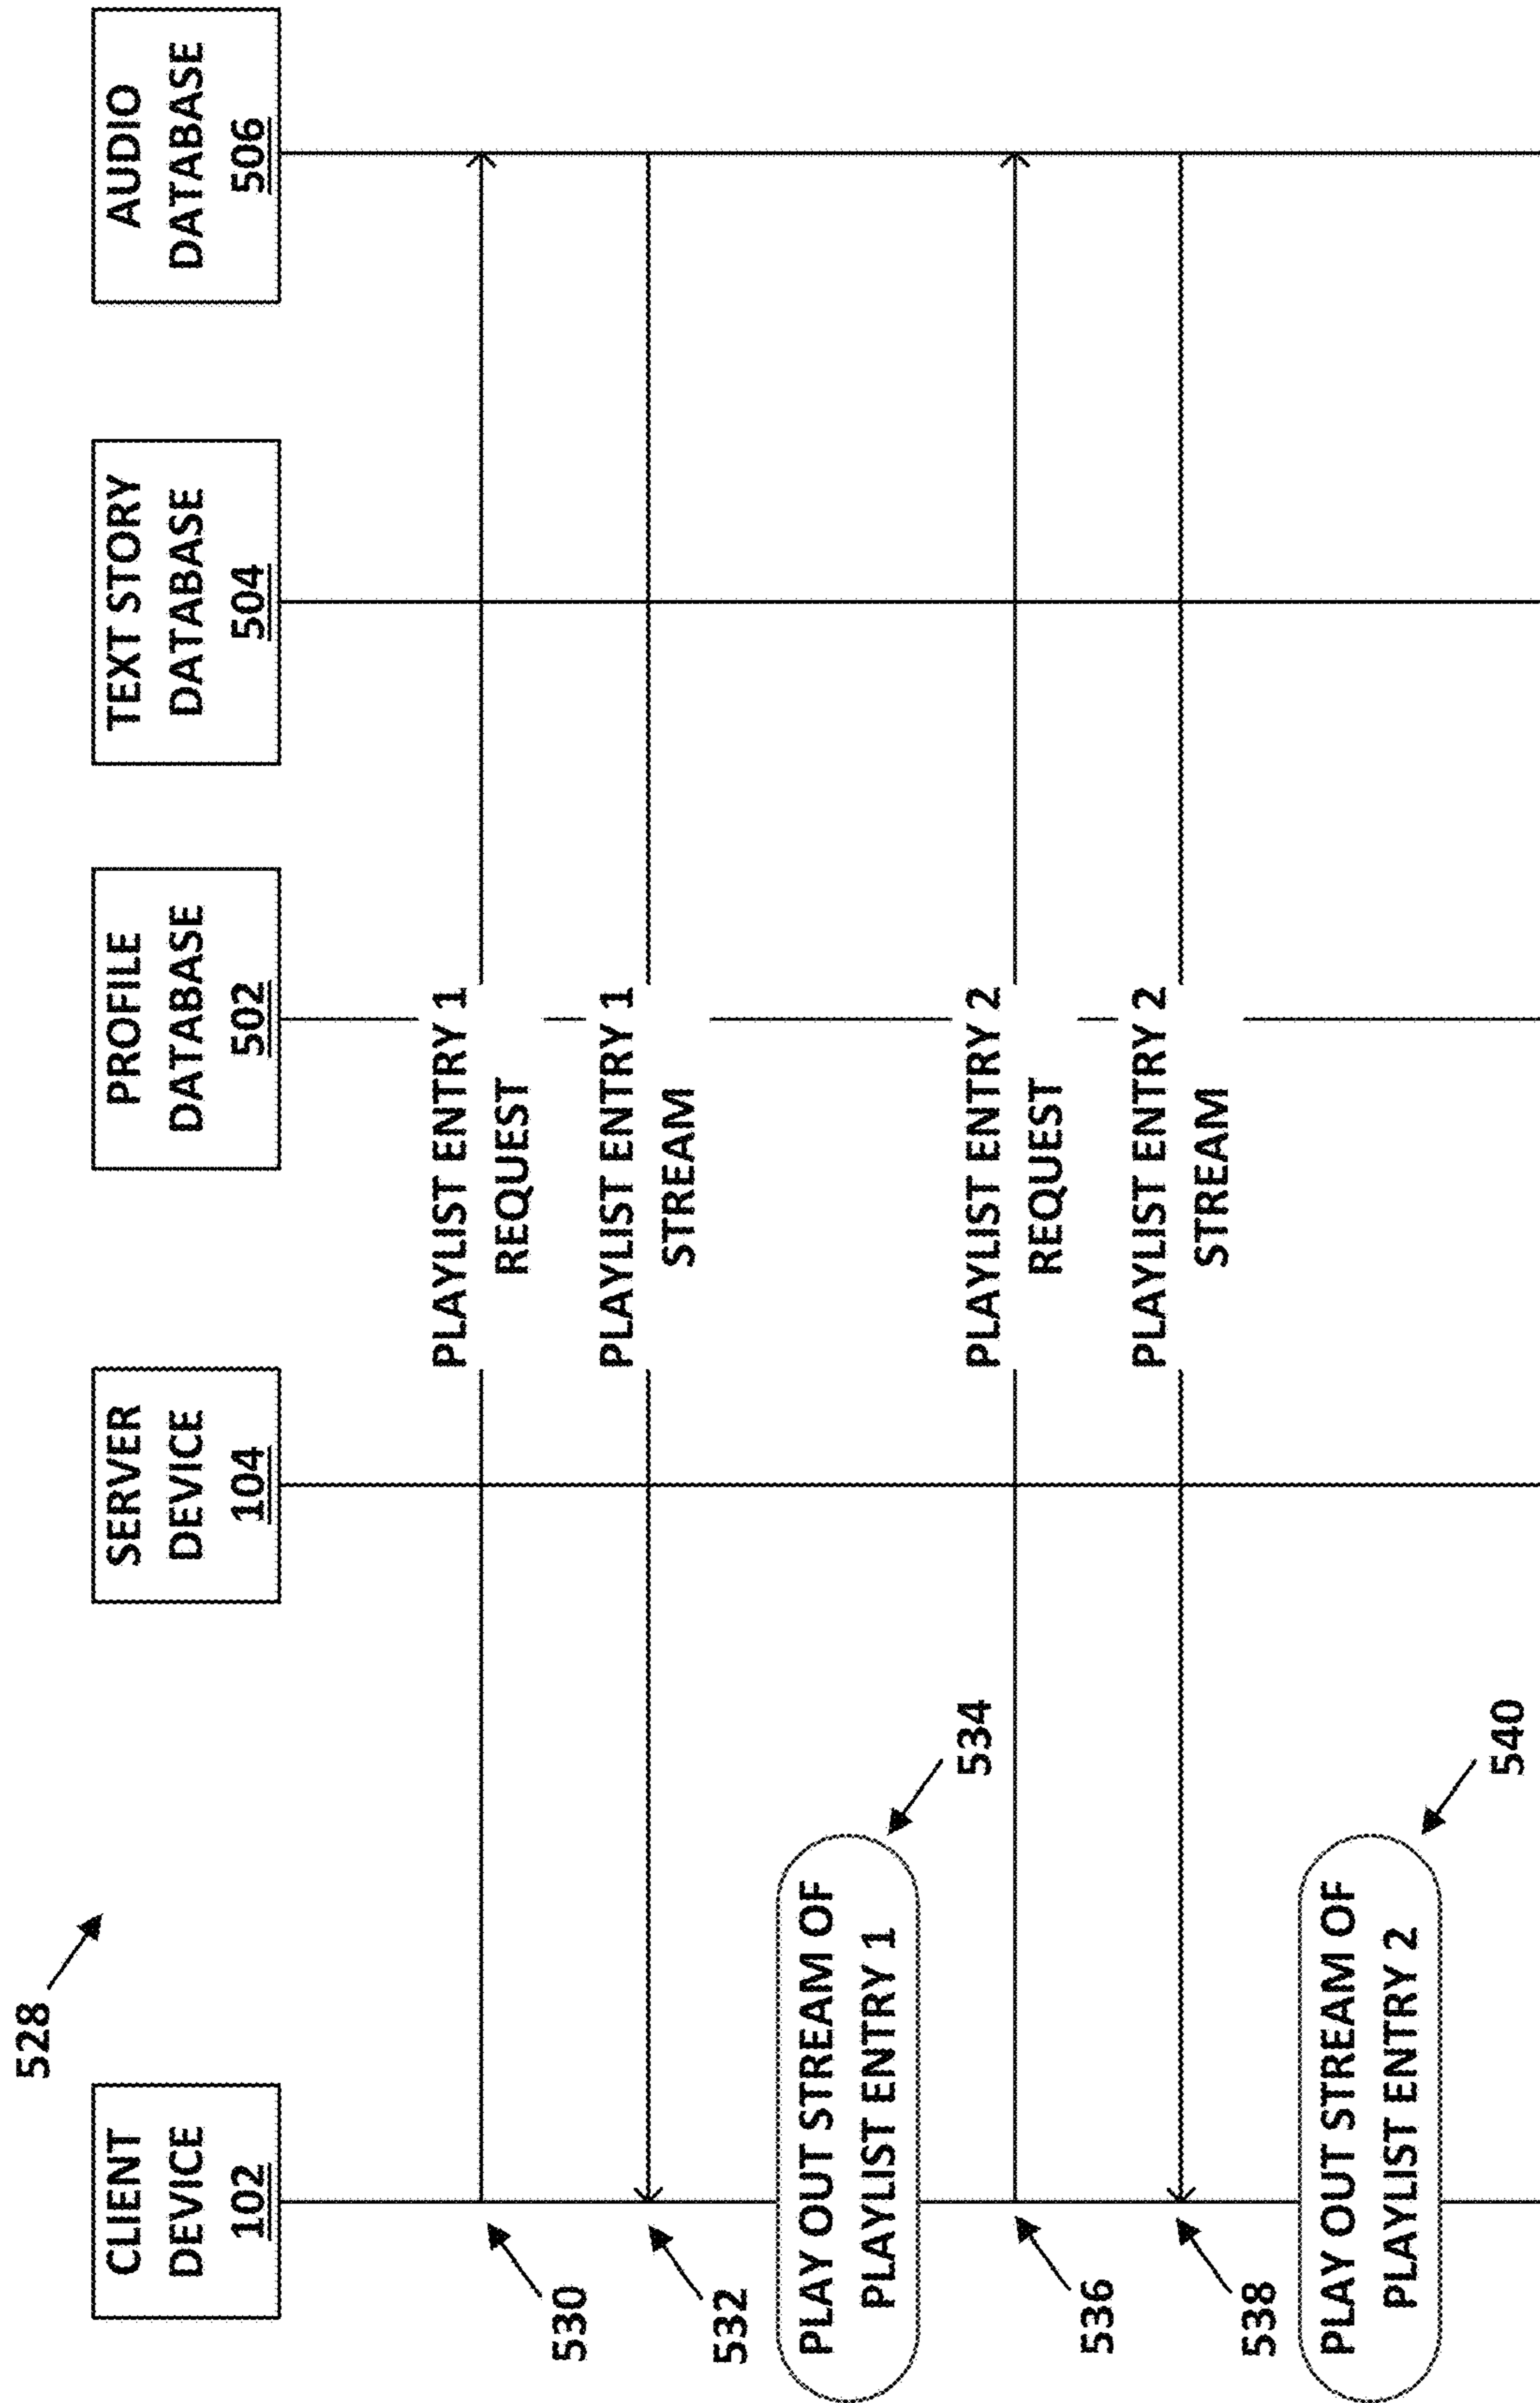 528
CLIENT
DEVICE
102
SERVER
DEVICE
104
PROFILE
DATABASE
502
TEXT STORY
DATABASE
504
AUDIO
DATABASE
506
530
PLAYLIST ENTRY 1
REQUEST
532
PLAYLIST ENTRY 1
STREAM
PLAY OUT STREAM OF
PLAYLIST ENTRY 1
534
536
PLAYLIST ENTRY 2
REQUEST
538
PLAYLIST ENTRY 2
STREAM
PLAY OUT STREAM OF
PLAYLIST ENTRY 2
540